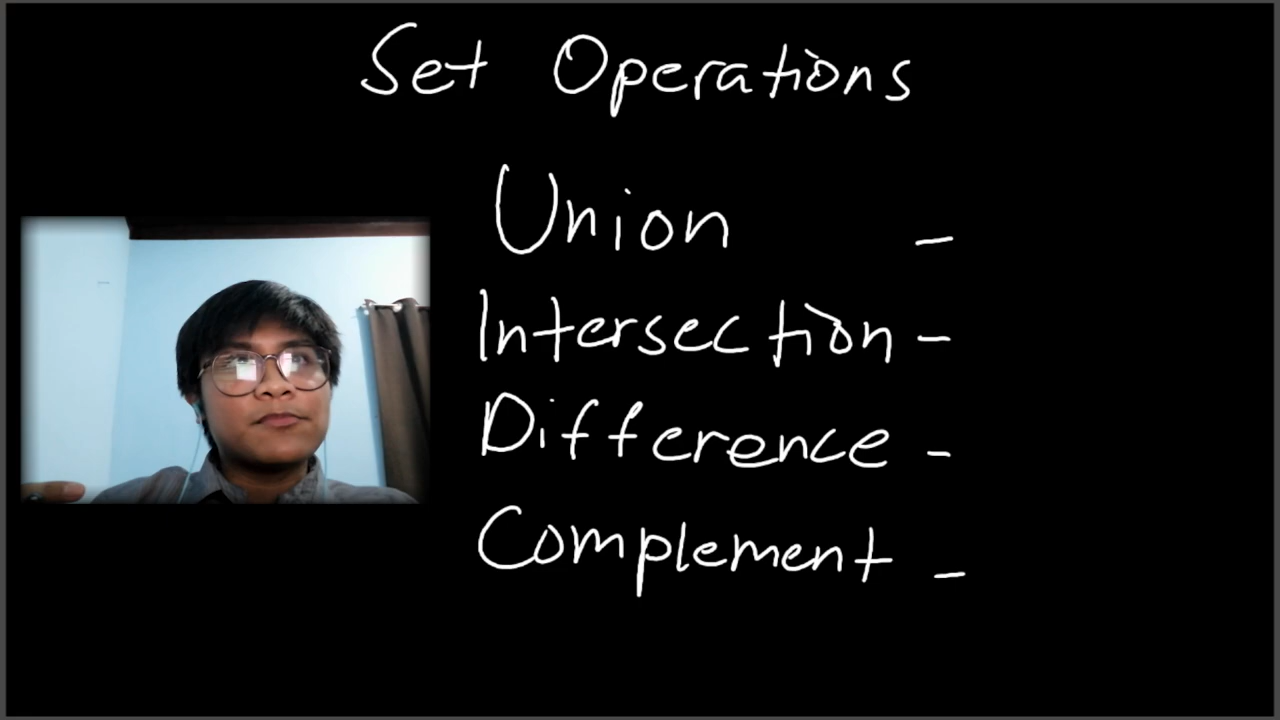 Set Operations
Union -
Intersection -
Difference -
Complement -